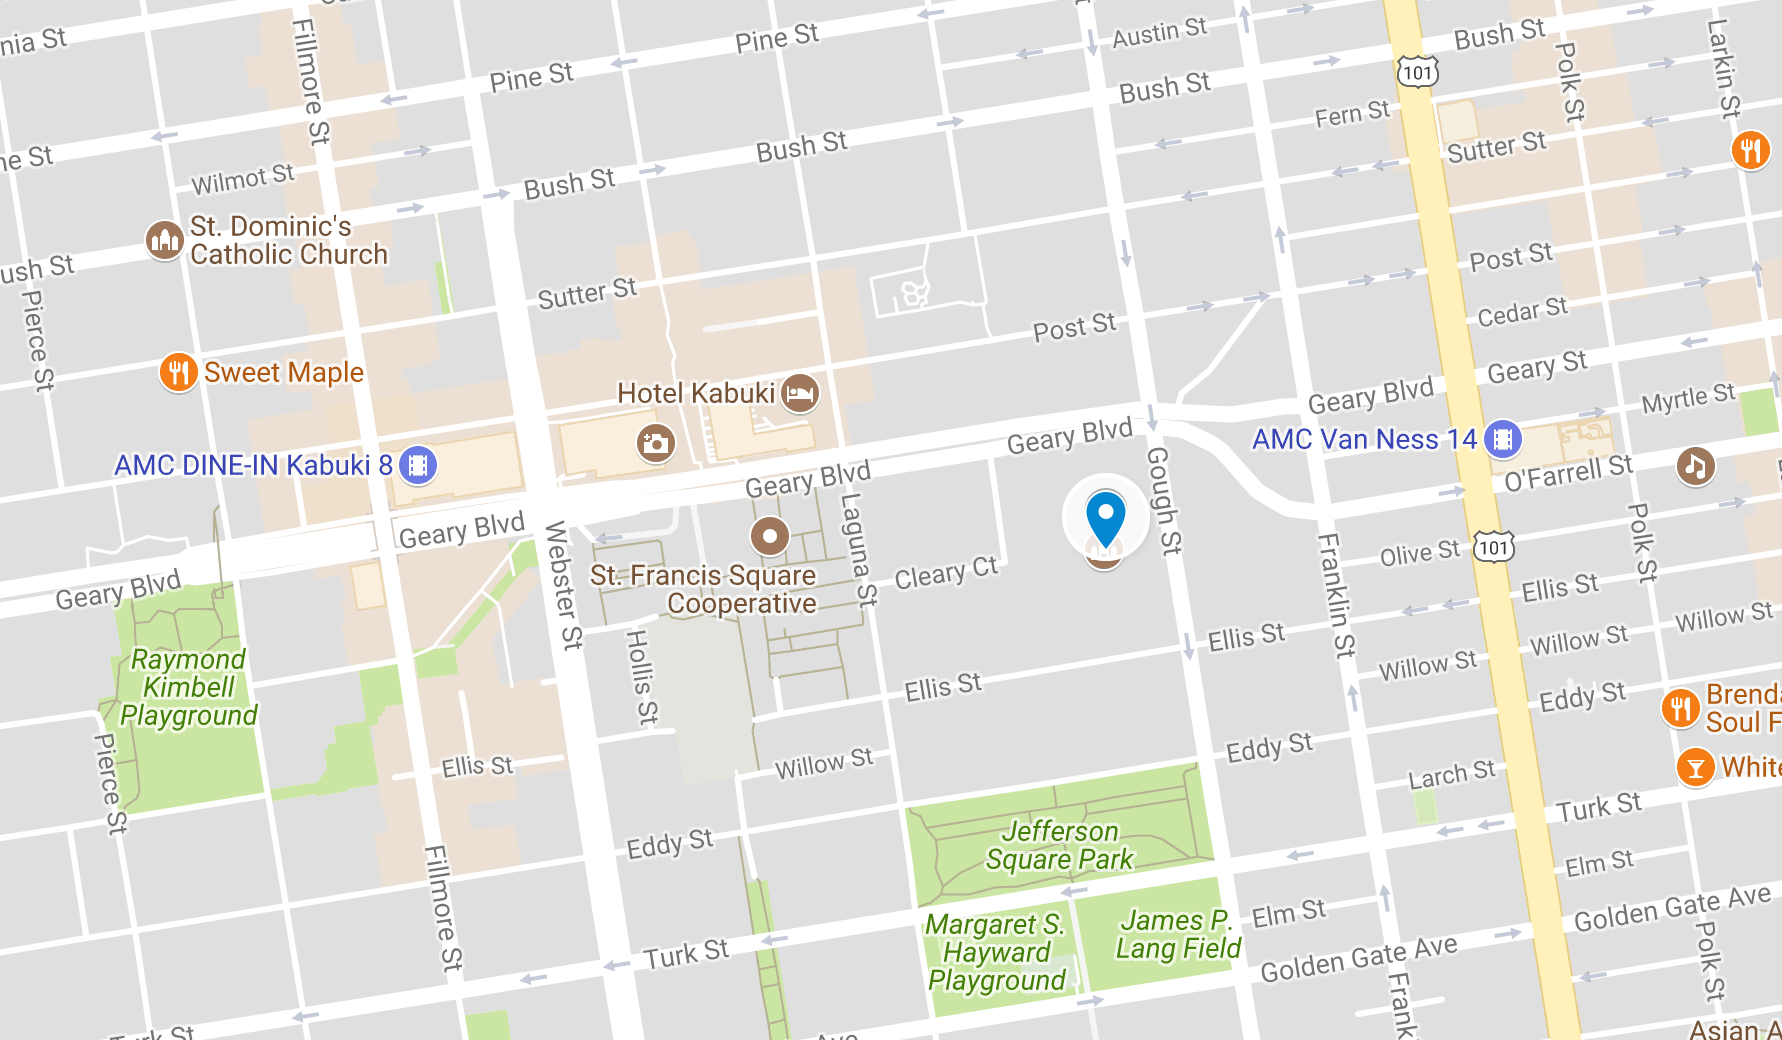 Pine St
Austin St
Bush St
Larkin St
Fillmore St
Polk St
101
Pine St
Bush St
Fern St
Wilmot St
Bush St
Bush St
Sutter St
St. Dominic's
Catholic Church
Pierce St
Sutter St
Post St
Post St
Cedar St
Sweet Maple
Hotel Kabuki
Geary St
Geary Blvd
Myrtle St
AMC DINE-IN Kabuki 8
Geary Blvd
AMC Van Ness 14
O'Farrell St
Geary Blvd
Geary Blvd
Laguna St
Gough St
Webster St
Polk St
Franklin St
Olive St
101
Geary Blvd
St. Francis Square
Cooperative
Cleary Ct
Ellis St
Ellis St
Willow St
Willow St
Willow St
Raymond
Kimbell
Playground
Hollis St
Ellis St
Eddy St
Soul F
Pierce St
Ellis St
Willow St
Eddy St
Larch St
White
Turk St
Eddy St
Jefferson
Square Park
Elm St
Fillmore St
Margaret S.
Hayward
Playground
James P.
Lang Field
Elm St
Golden Gate Ave
Turk St
Golden Gate Ave
Polk St
Turk St
Asian A